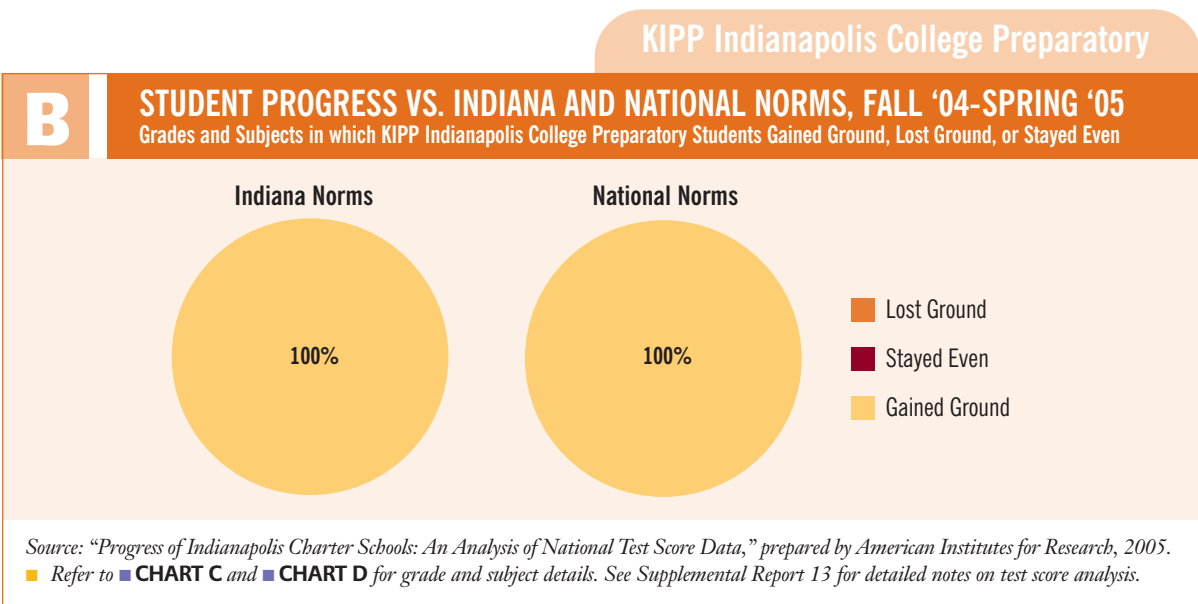 KIPP Indianapolis College Preparatory
B
STUDENT PROGRESS VS. INDIANA AND NATIONAL NORMS, FALL ‘04-SPRING ‘05
Grades and Subjects in which KIPP Indianapolis College Preparatory Students Gained Ground, Lost Ground, or Stayed Even
Indiana Norms
National Norms
100%
100%
Lost Ground
Stayed Even
Gained Ground
Source: “Progress of Indianapolis Charter Schools: An Analysis of National Test Score Data,” prepared by American Institutes for Research, 2005.
■ Refer to ■ CHART C and ■ CHART D for grade and subject details. See Supplemental Report 13 for detailed notes on test score analysis.